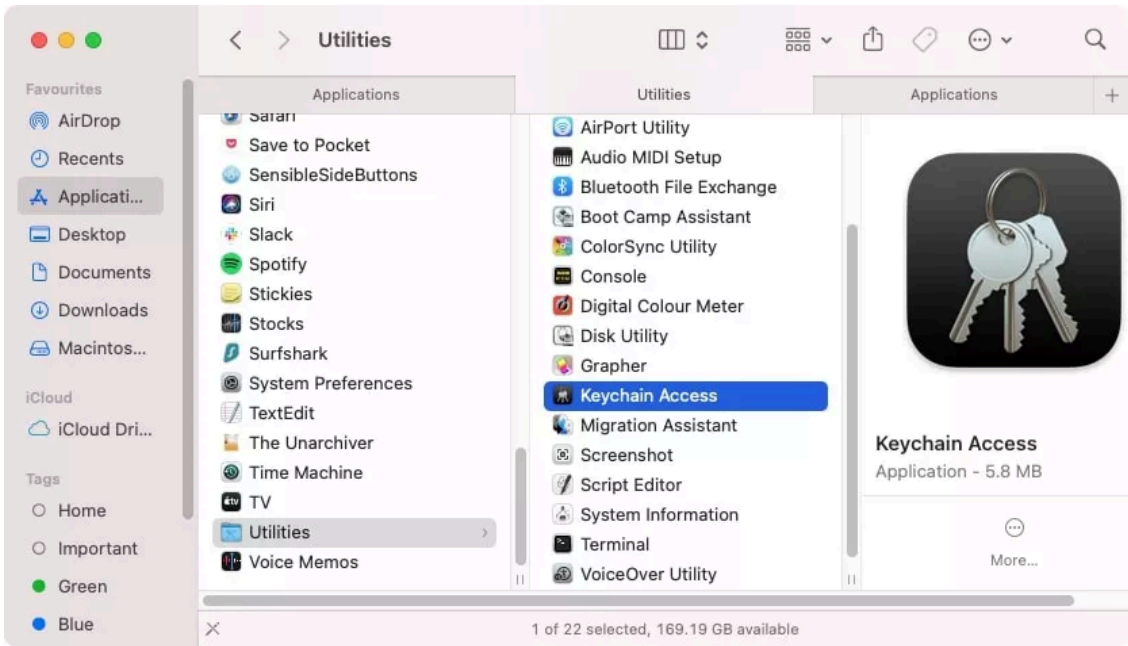 Utilities
Applications
Utilities
Applications
Favourites
AirDrop
Recents
Applicati...
Desktop
Documents
Downloads
Macintos...
iCloud
iCloud Dri...
Tags
Home
Important
Green
Blue
Safari
Save to Pocket
SensibleSideButtons
Siri
Slack
Spotify
Stickies
Stocks
Surfshark
System Preferences
TextEdit
The Unarchiver
Time Machine
TV
Utilities
Voice Memos
AirPort Utility
Audio MIDI Setup
Bluetooth File Exchange
Boot Camp Assistant
ColorSync Utility
Console
Digital Colour Meter
Disk Utility
Grapher
Keychain Access
Migration Assistant
Screenshot
Script Editor
System Information
Terminal
VoiceOver Utility
Keychain Access
Application - 5.8 MB
More...
1 of 22 selected, 169.19 GB available